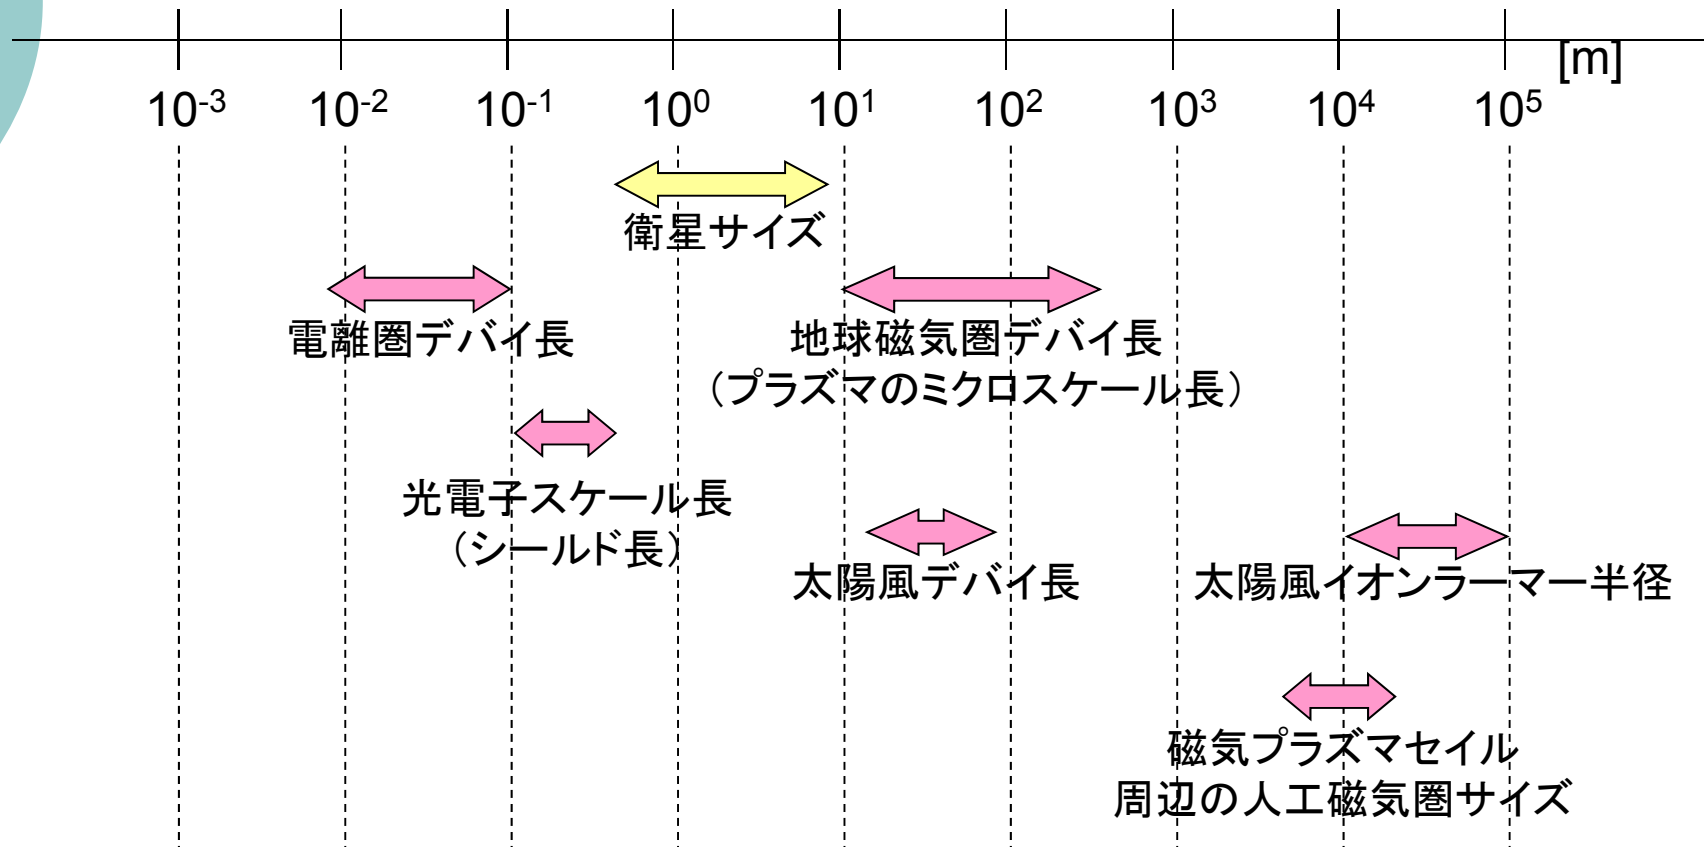 [m]
10⁻³ 10⁻² 10⁻¹ 10⁰ 10¹ 10² 10³ 10⁴ 10⁵
衛星サイズ
電離圏デバイ長
地球磁気圏デバイ長
（プラズマのミクロスケール長）
光電子スケール長
（シールド長）
太陽風デバイ長
太陽風イオンラーマー半径
磁気プラズマセイル
周辺の人工磁気圏サイズ